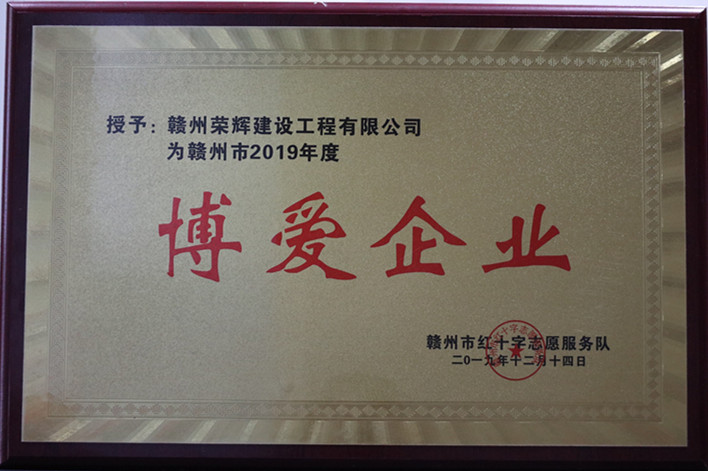 授予：赣州荣辉建设工程有限公司
为赣州市2019年度
博爱企业
赣州市红十字志愿服务队
二0一九年十二月十四日